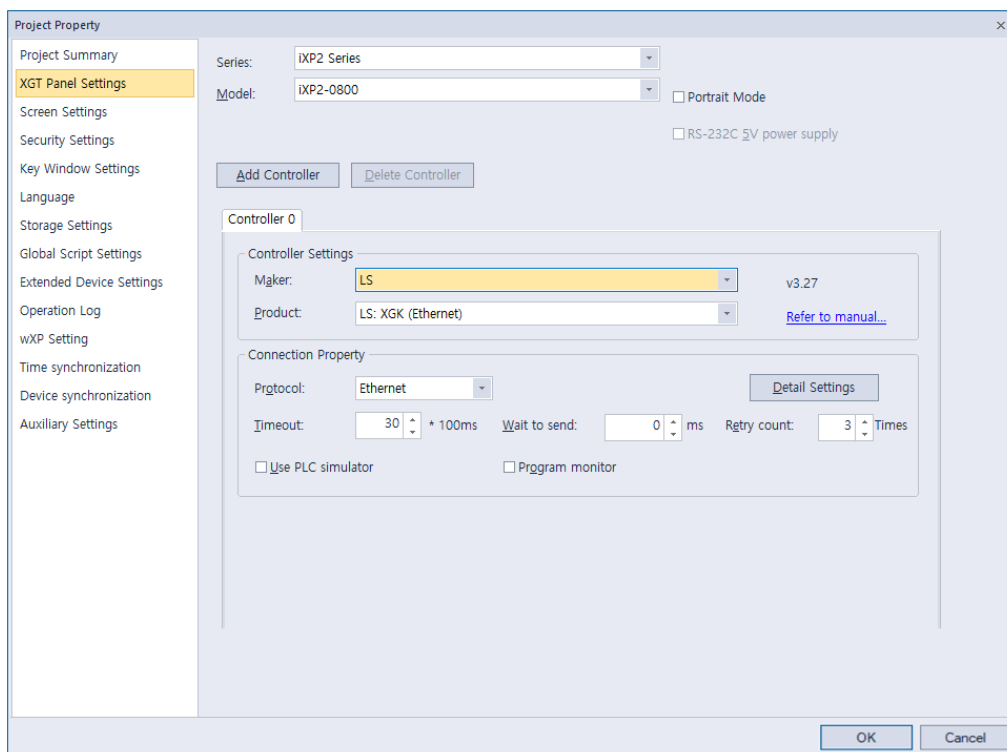 Project Property
Project Summary
XGT Panel Settings
Screen Settings
Security Settings
Key Window Settings
Language
Storage Settings
Global Script Settings
Extended Device Settings
Operation Log
wXP Setting
Time synchronization
Device synchronization
Auxiliary Settings
Series: iXP2 Series
Model: iXP2-0800
Portrait Mode
RS-232C 5V power supply
Add Controller Delete Controller
Controller 0
Controller Settings
Maker: LS v3.27
Product: LS: XGK (Ethernet) Refer to manual...
Connection Property
Protocol: Ethernet Detail Settings
Timeout: 30 * 100ms Wait to send: 0 ms Retry count: 3 Times
Use PLC simulator Program monitor
OK Cancel